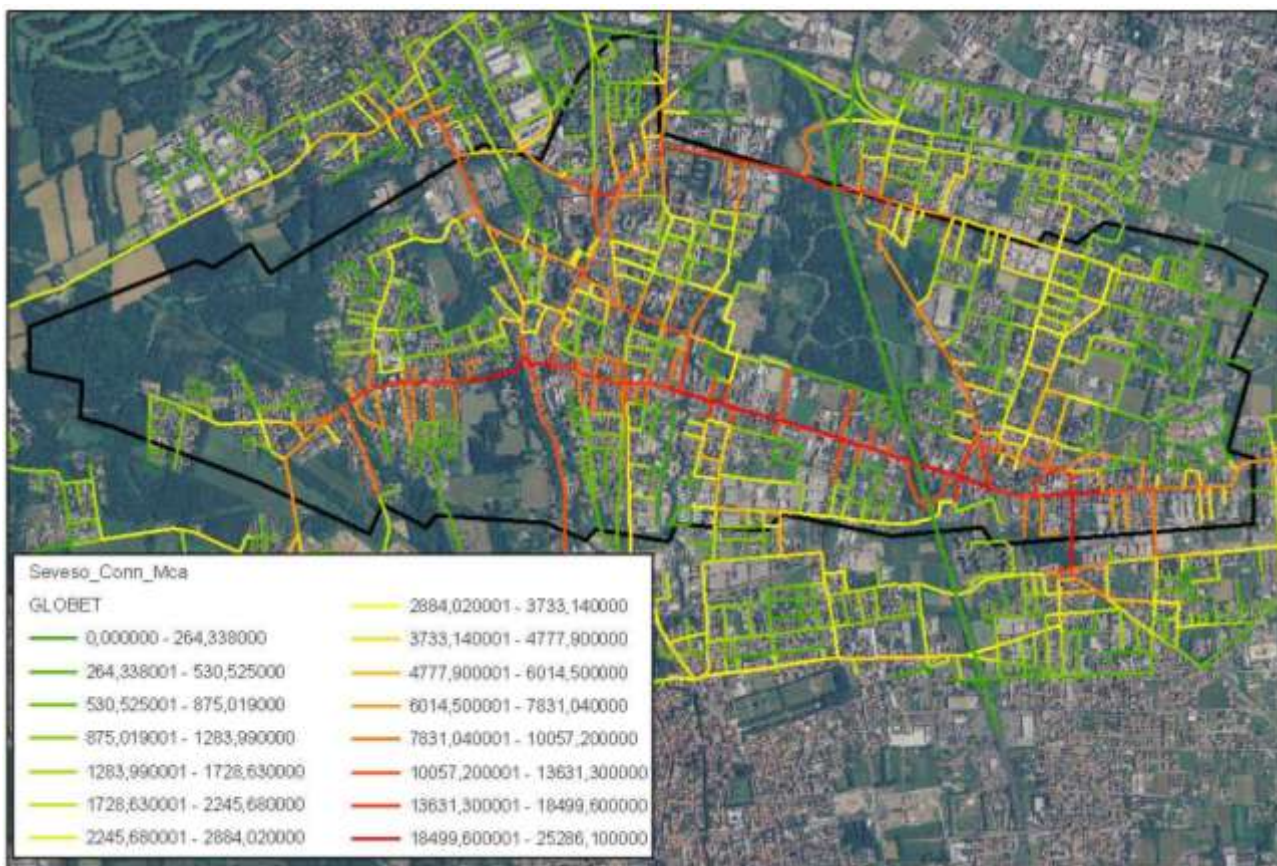 Seveso_Conn_Mca
GLOBET
0,000000 - 264,338000
264,338001 - 530,525000
530,525001 - 875,019000
875,019001 - 1283,990000
1283,990001 - 1728,630000
1728,630001 - 2245,680000
2245,680001 - 2884,020000
2884,020001 - 3733,140000
3733,140001 - 4777,900000
4777,900001 - 6014,500000
6014,500001 - 7831,040000
7831,040001 - 10057,200000
10057,200001 - 13631,300000
13631,300001 - 18499,600000
18499,600001 - 25286,100000